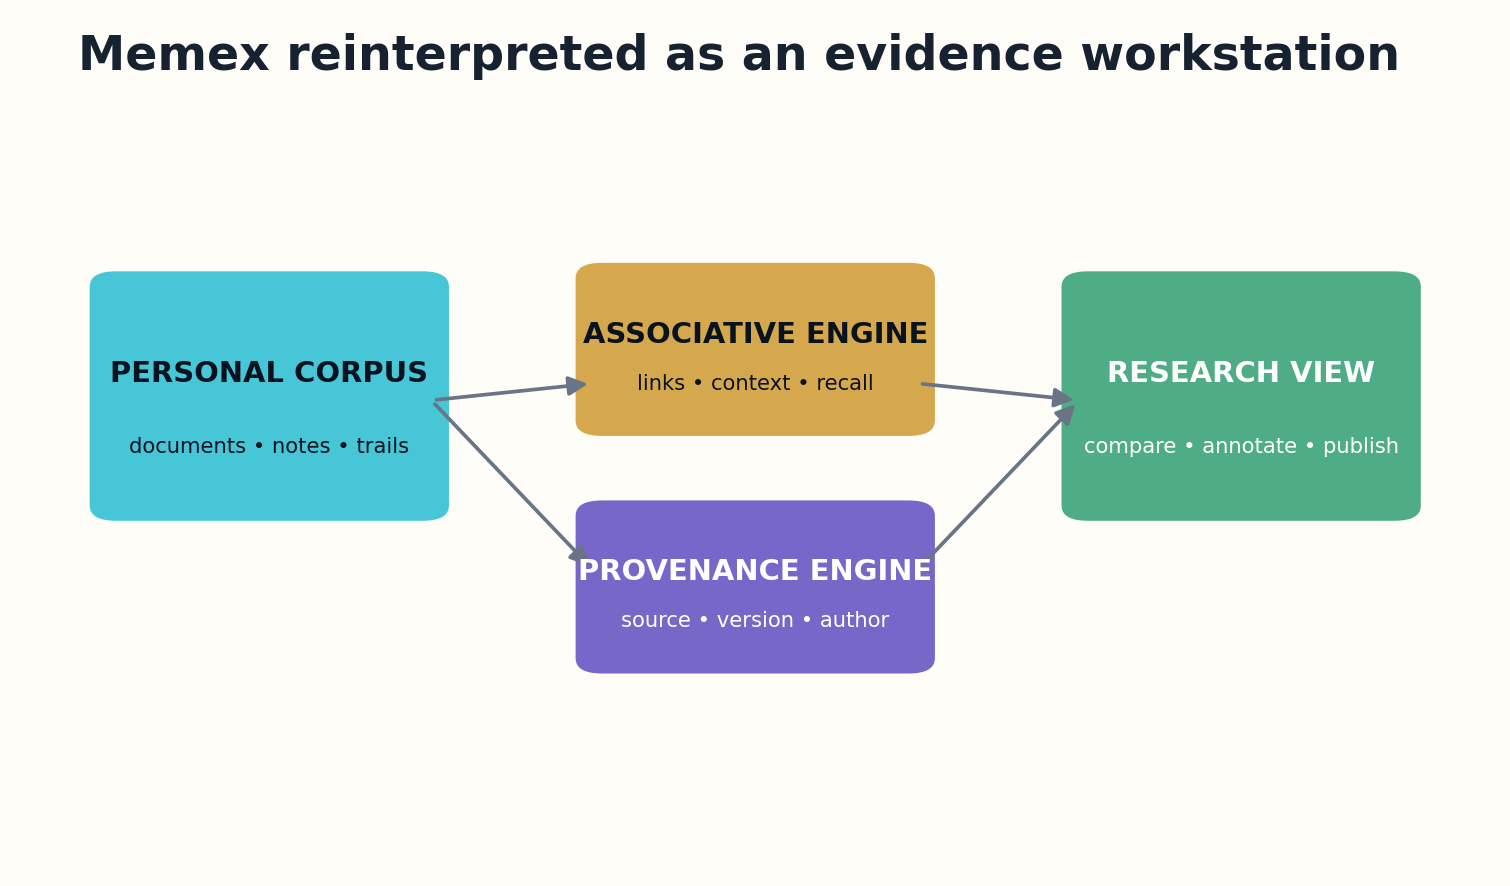 Memex reinterpreted as an evidence workstation
PERSONAL CORPUS
documents • notes • trails
ASSOCIATIVE ENGINE
links • context • recall
PROVENANCE ENGINE
source • version • author
RESEARCH VIEW
compare • annotate • publish